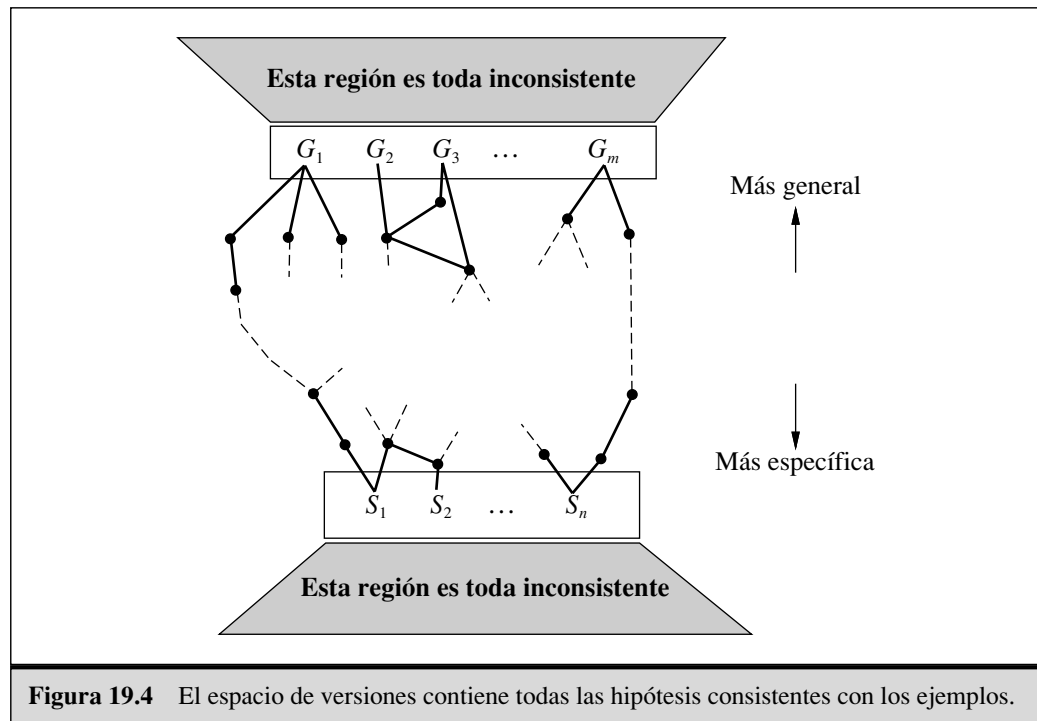 Esta región es toda inconsistente
G₁ G₂ G₃ … Gₘ
Más general
Más específica
S₁ S₂ … Sₙ
Esta región es toda inconsistente
Figura 19.4 El espacio de versiones contiene todas las hipótesis consistentes con los ejemplos.